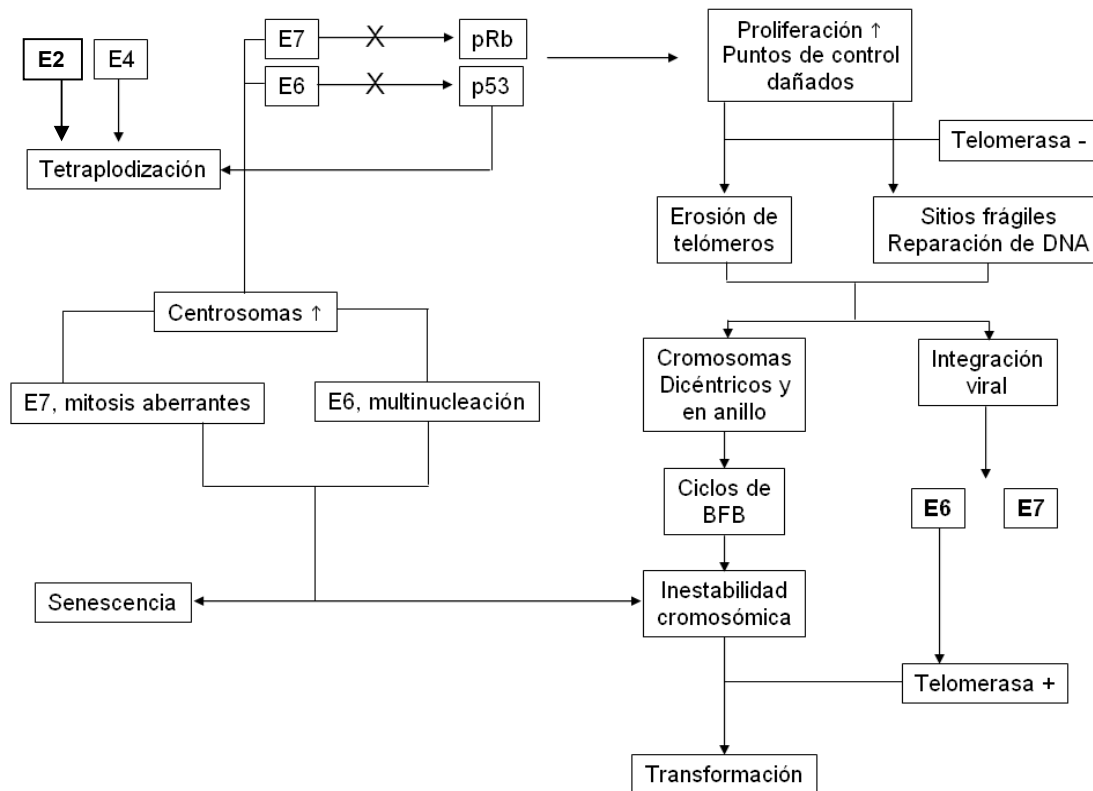 E2
E4
E7
X
pRb
E6
X
p53
Proliferación ↑
Puntos de control
dañados
Telomerasa -
Tetraplodización
Erosión de
telómeros
Sitios frágiles
Reparación de DNA
Centrosomas ↑
E7, mitosis aberrantes
E6, multinucleación
Cromosomas
Dicéntricos y
en anillo
Integración
viral
Ciclos de
BFB
E6
E7
Senescencia
Inestabilidad
cromosómica
Telomerasa +
Transformación